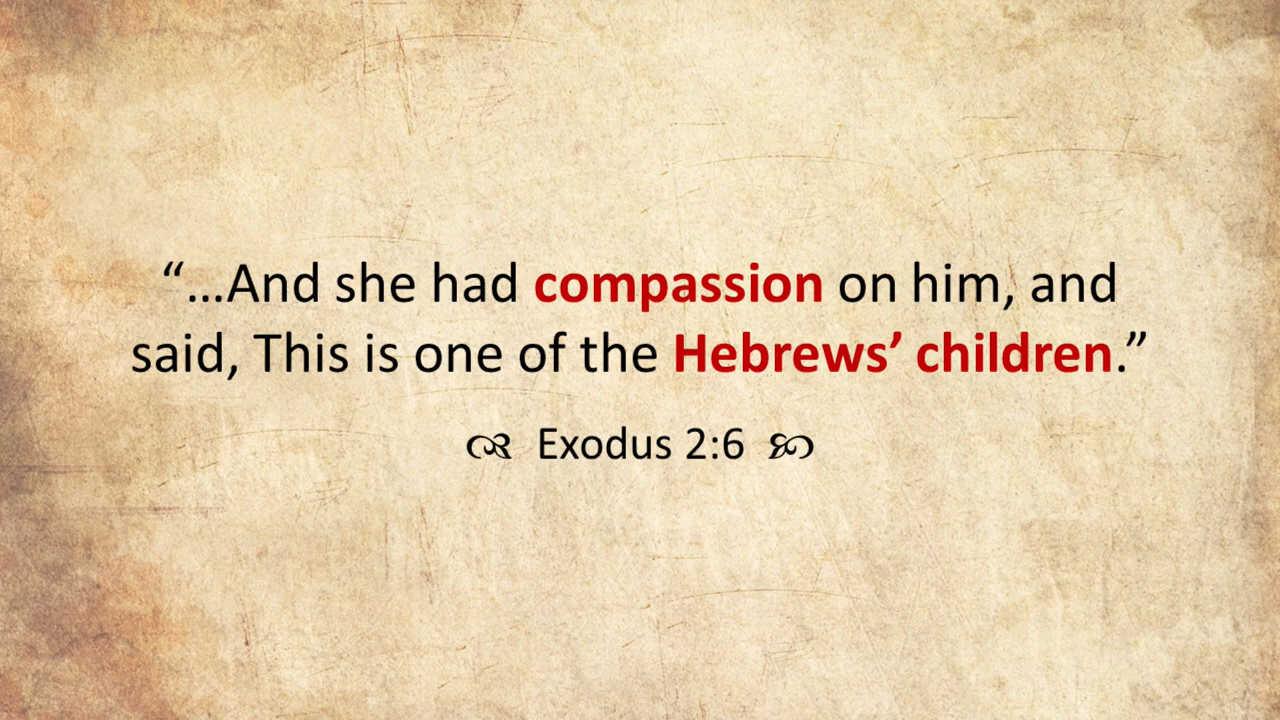 “…And she had compassion on him, and
said, This is one of the Hebrews’ children.”
Exodus 2:6